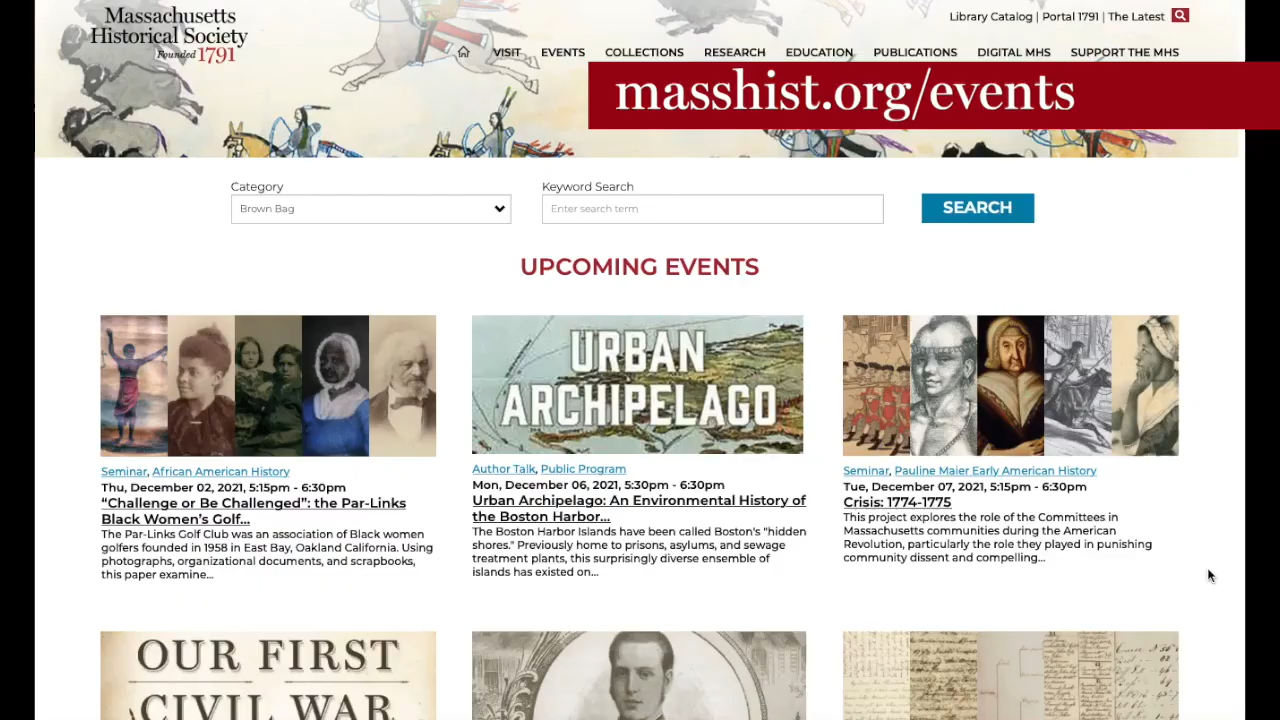 Massachusetts
Historical Society
Founded 1791
Library Catalog | Portal 1791 | The Latest
VISIT EVENTS COLLECTIONS RESEARCH EDUCATION PUBLICATIONS DIGITAL MHS SUPPORT THE MHS
masshist.org/events
Category
Brown Bag
Keyword Search
Enter search term
SEARCH
UPCOMING EVENTS
Seminar, African American History
Thu, December 02, 2021, 5:15pm - 6:30pm
“Challenge or Be Challenged”: the Par-Links
Black Women’s Golf...
The Par-Links Golf Club was an association of Black women
golfers founded in 1958 in East Bay, Oakland California. Using
photographs, organizational documents, and scrapbooks,
this paper examine...
URBAN
ARCHIPELAGO
Author Talk, Public Program
Mon, December 06, 2021, 5:30pm - 6:30pm
Urban Archipelago: An Environmental History of
the Boston Harbor...
The Boston Harbor Islands have been called Boston's "hidden
shores." Previously home to prisons, asylums, and sewage
treatment plants, this surprisingly diverse ensemble of
islands has existed on...
Seminar, Pauline Maier Early American History
Tue, December 07, 2021, 5:15pm - 6:30pm
Crisis: 1774-1775
This project explores the role of the Committees in
Massachusetts communities during the American
Revolution, particularly the role they played in punishing
community dissent and compelling...
OUR FIRST
CIVIL WAR